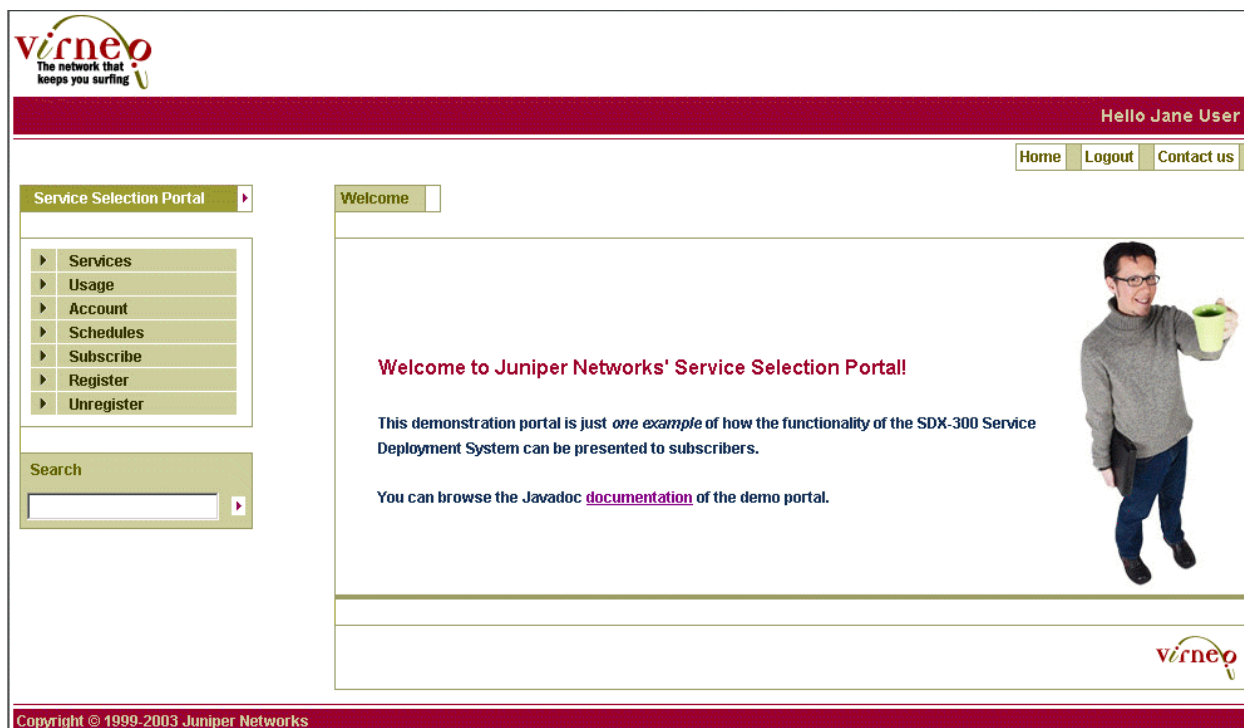 Virneo
The network that
keeps you surfing
Hello Jane User
Home Logout Contact us
Service Selection Portal
Welcome
Services
Usage
Account
Schedules
Subscribe
Register
Unregister
Search
Welcome to Juniper Networks' Service Selection Portal!
This demonstration portal is just one example of how the functionality of the SDX-300 Service
Deployment System can be presented to subscribers.
You can browse the Javadoc documentation of the demo portal.
Virneo
Copyright © 1999-2003 Juniper Networks